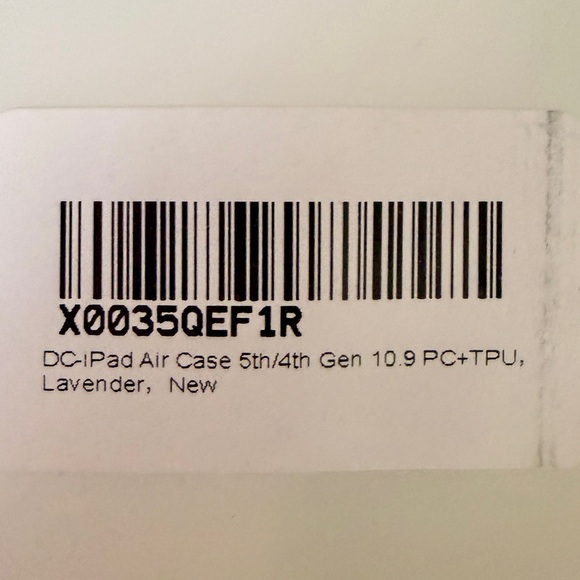 X0035QEF1R
DC-iPad Air Case 5th/4th Gen 10.9 PC+TPU,
Lavender, New